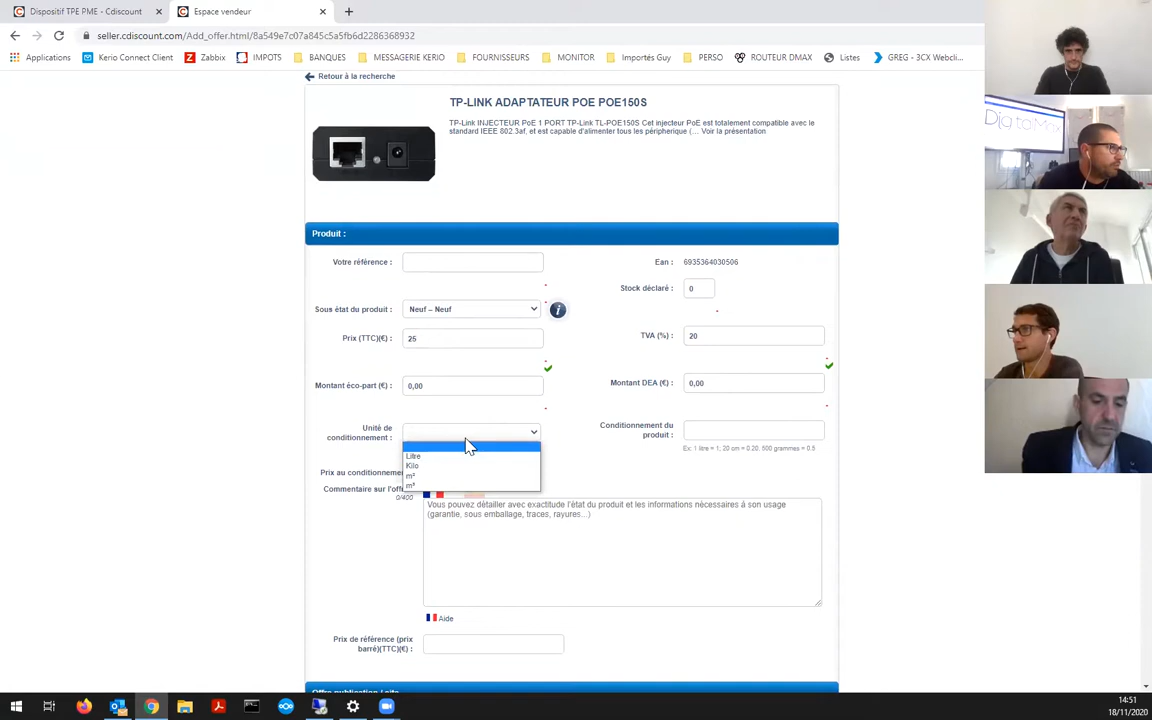 Dispositif TPE PME - Cdiscount
Espace vendeur
seller.cdiscount.com/Add_offer.html/8a549e7c07a845c5a5fb6d2286368932
Applications
Kerio Connect Client
Zabbix
IMPOTS
BANQUES
MESSAGERIE KERIO
FOURNISSEURS
MONITOR
Importés Guy
PERSO
ROUTEUR DMAX
Listes
GREG - 3CX Webcli...
Retour à la recherche
TP-LINK ADAPTATEUR POE POE150S
TP-Link INJECTEUR PoE 1 PORT TP-Link TL-POE150S Cet injecteur PoE est totalement compatible avec le
standard IEEE 802.3af, et est capable d'alimenter tous les périphérique (... Voir la présentation
DigitalMax
Produit :
Votre référence :
Ean : 6935364030506
Stock déclaré : 0
Sous état du produit : Neuf – Neuf
Prix (TTC)(€) : 25
TVA (%) : 20
Montant éco-part (€) : 0,00
Montant DEA (€) : 0,00
Unité de
conditionnement :
Conditionnement du
produit :
Ex: 1 litre = 1; 20 cm = 0.20, 500 grammes = 0.5
Litre
Kilo
m²
m³
Prix au conditionnemen
Commentaire sur l'off
0/400
Vous pouvez détailler avec exactitude l'état du produit et les informations nécessaires à son usage
(garantie, sous emballage, traces, rayures...)
Aide
Prix de référence (prix
barré)(TTC)(€) :
Offre publication / site
14:51
18/11/2020